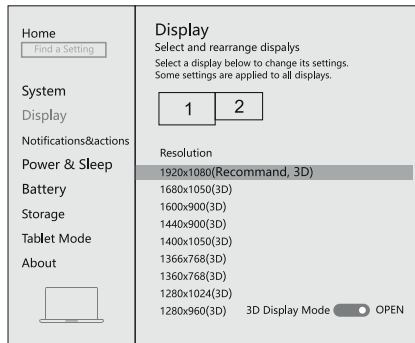 Home
Find a Setting
System
Display
Notifications&actions
Power & Sleep
Battery
Storage
Tablet Mode
About
Display
Select and rearrange dispalys
Select a display below to change its settings.
Some settings are applied to all displays.
1 2
Resolution
1920x1080(Recommand, 3D)
1680x1050(3D)
1600x900(3D)
1440x900(3D)
1400x1050(3D)
1366x768(3D)
1360x768(3D)
1280x1024(3D)
1280x960(3D) 3D Display Mode OPEN